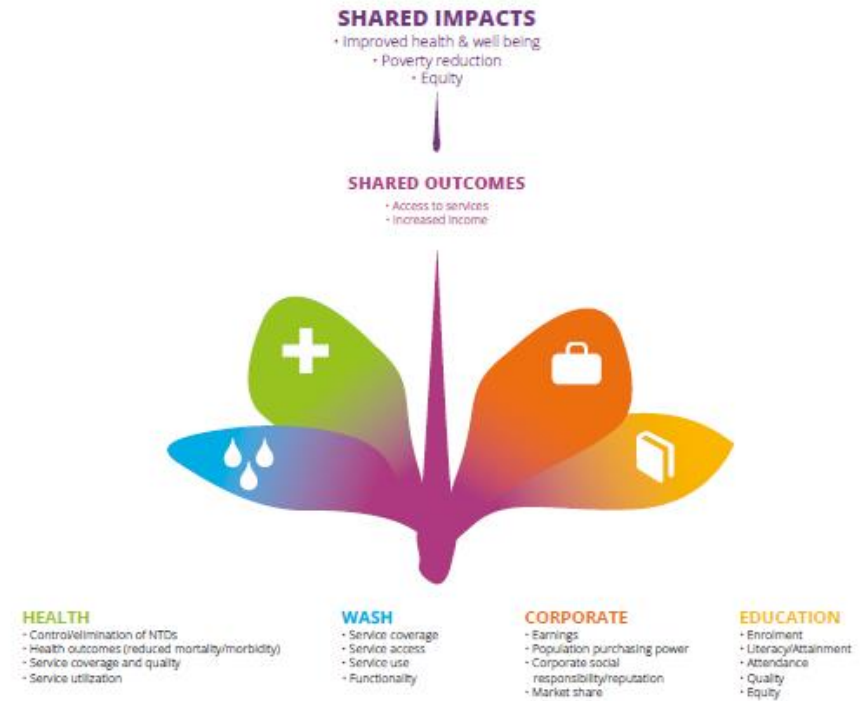 SHARED IMPACTS
• Improved health & well being
• Poverty reduction
• Equity
SHARED OUTCOMES
• Access to services
• Increased income
HEALTH
• Control/elimination of NTDs
• Health outcomes (reduced mortality/morbidity)
• Service coverage and quality
• Service utilization
WASH
• Service coverage
• Service access
• Service use
• Functionality
CORPORATE
• Earnings
• Population purchasing power
• Corporate social
responsibility/reputation
• Market share
EDUCATION
• Enrolment
• Literacy/Attainment
• Attendance
• Quality
• Equity